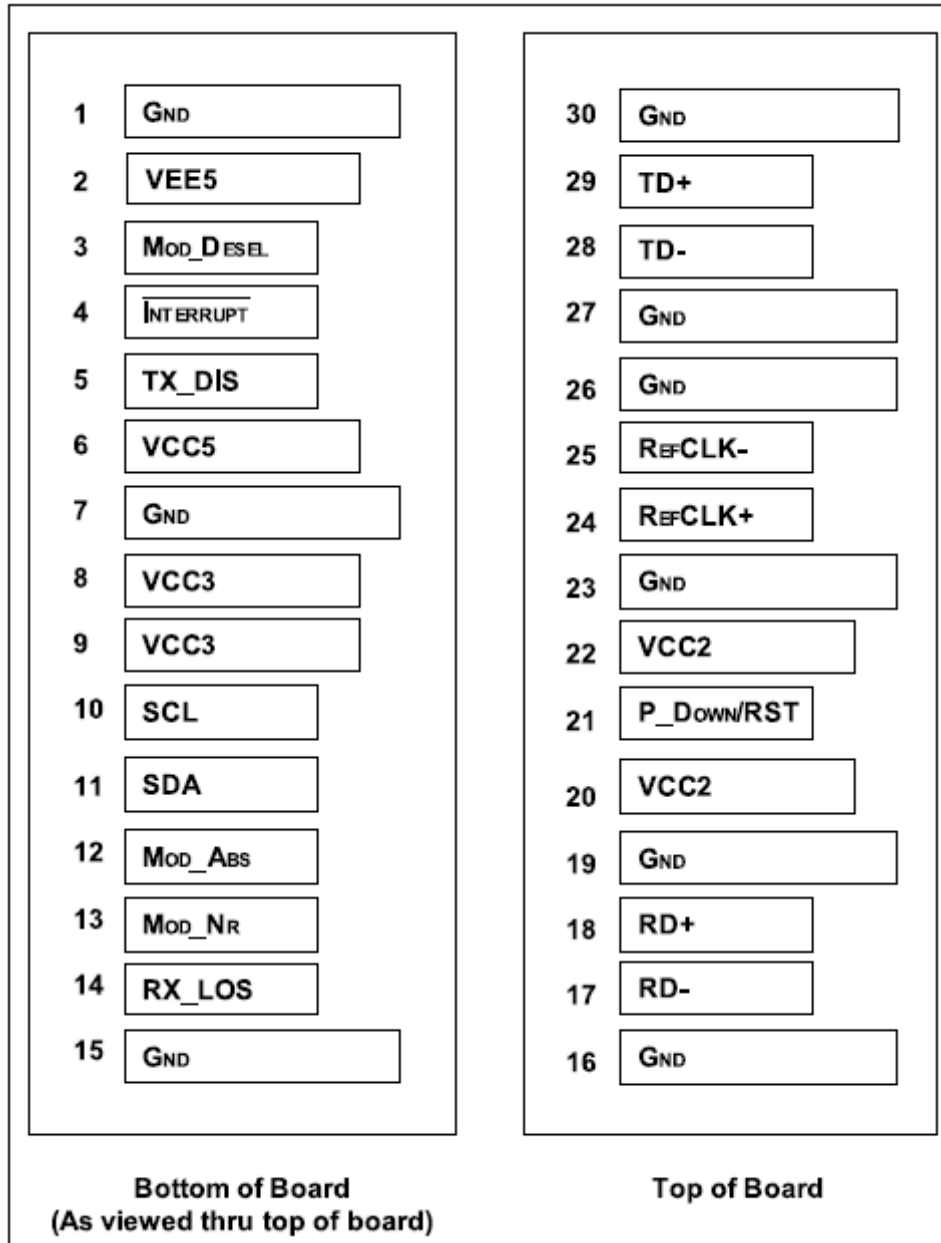 1 GND
2 VEE5
3 MOD_DESEL
4 INTERRUPT
5 TX_DIS
6 VCC5
7 GND
8 VCC3
9 VCC3
10 SCL
11 SDA
12 MOD_ABS
13 MOD_NR
14 RX_LOS
15 GND
Bottom of Board
(As viewed thru top of board)
30 GND
29 TD+
28 TD-
27 GND
26 GND
25 REFCLK-
24 REFCLK+
23 GND
22 VCC2
21 P_DOWN/RST
20 VCC2
19 GND
18 RD+
17 RD-
16 GND
Top of Board